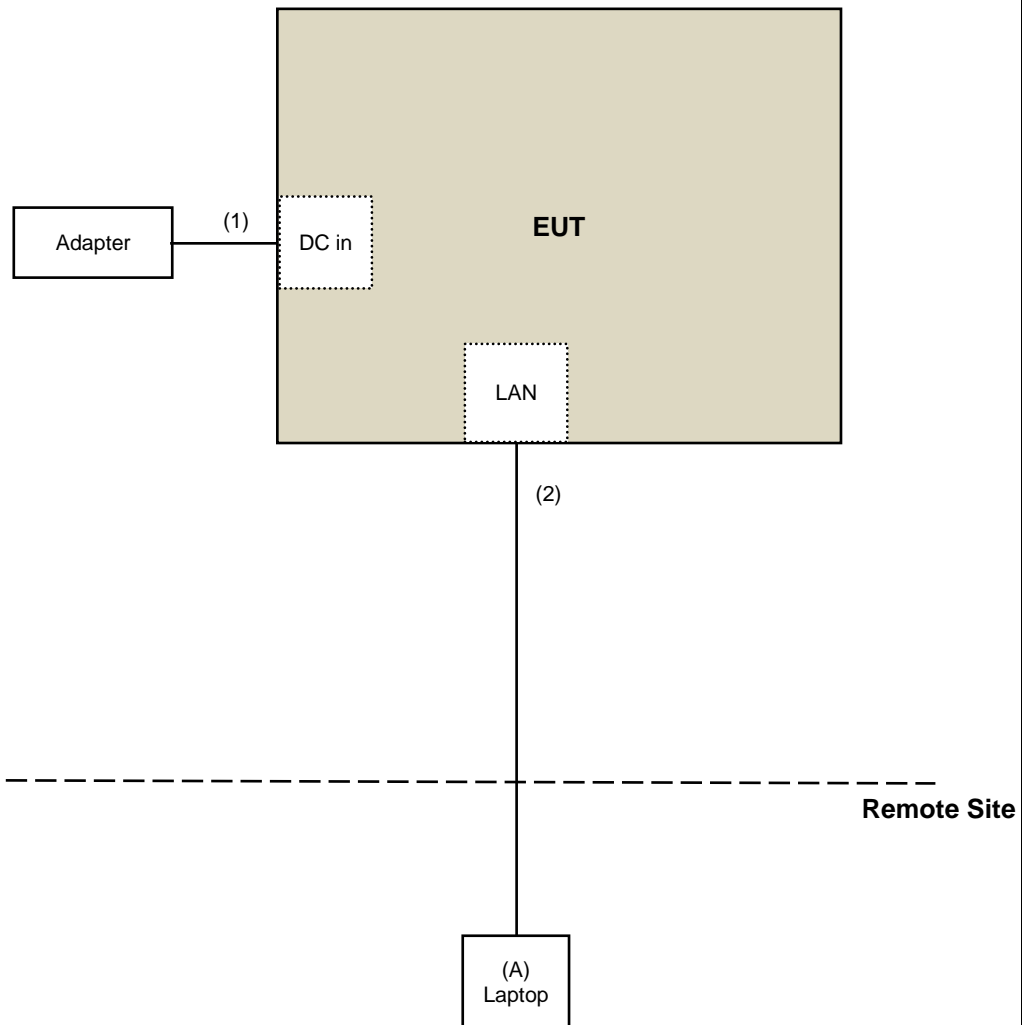 (1)
Adapter
DC in
EUT
LAN
(2)
Remote Site
(A)
Laptop